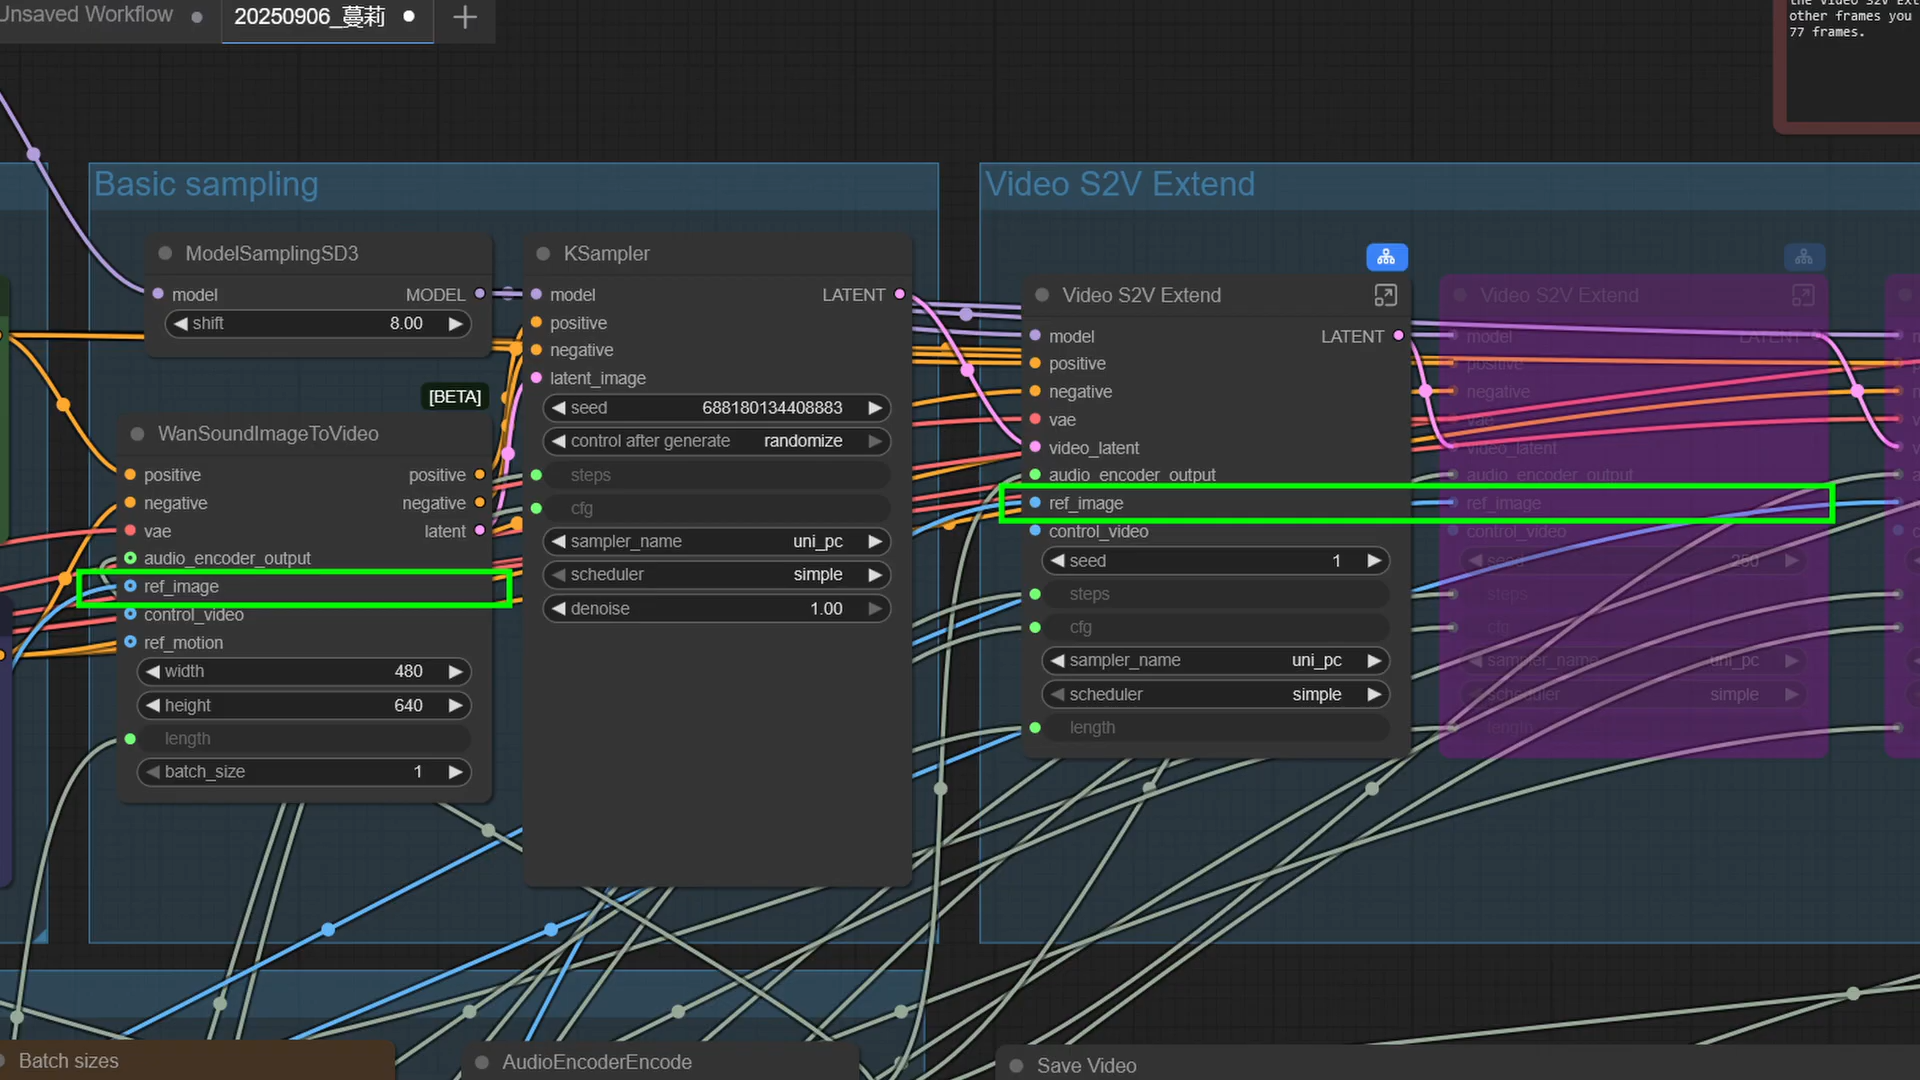 Unsaved Workflow
20250906_蔓莉
other frames you
77 frames.
Basic sampling
Video S2V Extend
ModelSamplingSD3
model
MODEL
shift
8.00
[BETA]
WanSoundImageToVideo
positive
positive
negative
negative
vae
latent
audio_encoder_output
ref_image
control_video
ref_motion
width
480
height
640
length
batch_size
1
KSampler
model
LATENT
positive
negative
latent_image
seed
688180134408883
control after generate
randomize
steps
cfg
sampler_name
uni_pc
scheduler
simple
denoise
1.00
Video S2V Extend
model
LATENT
positive
negative
vae
video_latent
audio_encoder_output
ref_image
control_video
seed
1
steps
cfg
sampler_name
uni_pc
scheduler
simple
length
Video S2V Extend
model
LATENT
positive
negative
vae
video_latent
audio_encoder_output
ref_image
control_video
seed
steps
cfg
sampler_name
uni_pc
scheduler
simple
length
Batch sizes
AudioEncoderEncode
Save Video